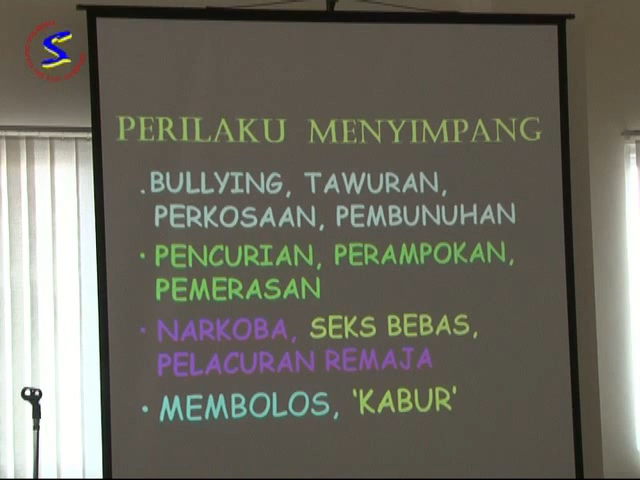 PERILAKU MENYIMPANG
. BULLYING, TAWURAN,
PERKOSAAN, PEMBUNUHAN
• PENCURIAN, PERAMPOKAN,
PEMERASAN
• NARKOBA, SEKS BEBAS,
PELACURAN REMAJA
• MEMBOLOS, ‘KABUR’